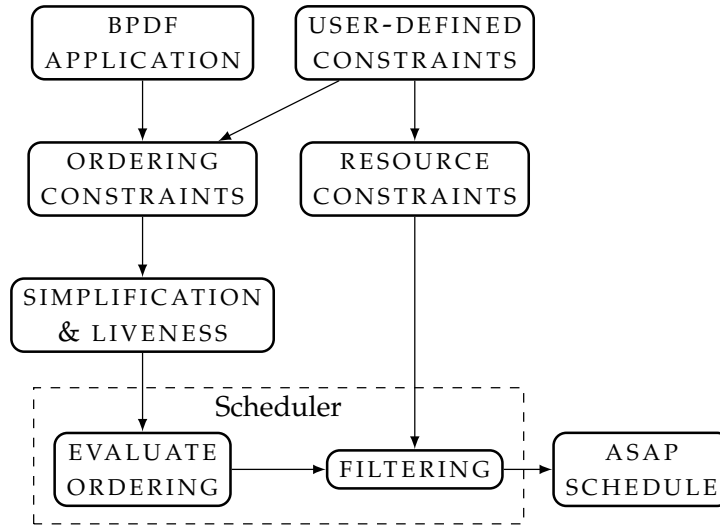 BPDF
APPLICATION
USER-DEFINED
CONSTRAINTS
ORDERING
CONSTRAINTS
RESOURCE
CONSTRAINTS
SIMPLIFICATION
& LIVENESS
Scheduler
EVALUATE
ORDERING
FILTERING
ASAP
SCHEDULE